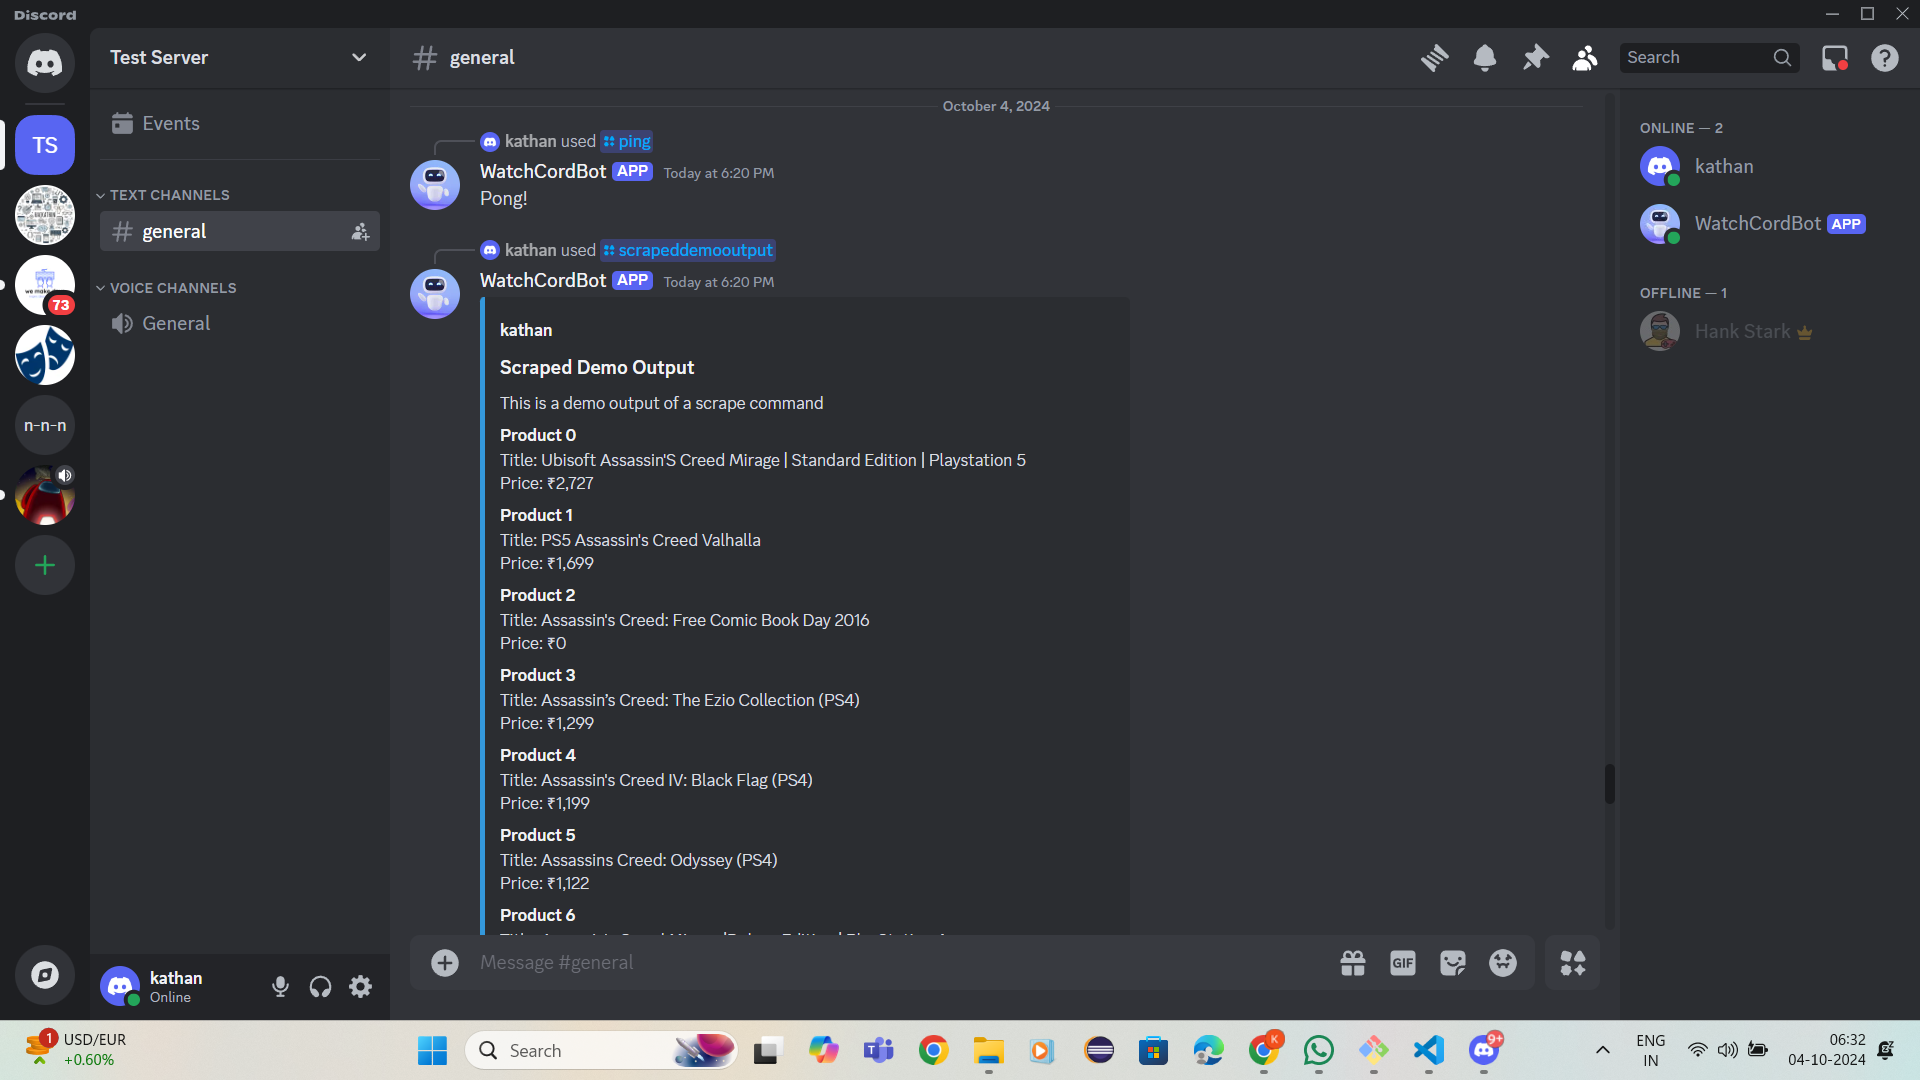 Discord
Test Server
general
Search
TS
73
n-n-n
Events
TEXT CHANNELS
general
VOICE CHANNELS
General
October 4, 2024
kathan used ping
WatchCordBot APP Today at 6:20 PM
Pong!
kathan used scrapeddemooutput
WatchCordBot APP Today at 6:20 PM
kathan
Scraped Demo Output
This is a demo output of a scrape command
Product 0
Title: Ubisoft Assassin'S Creed Mirage | Standard Edition | Playstation 5
Price: ₹2,727
Product 1
Title: PS5 Assassin's Creed Valhalla
Price: ₹1,699
Product 2
Title: Assassin's Creed: Free Comic Book Day 2016
Price: ₹0
Product 3
Title: Assassin’s Creed: The Ezio Collection (PS4)
Price: ₹1,299
Product 4
Title: Assassin's Creed IV: Black Flag (PS4)
Price: ₹1,199
Product 5
Title: Assassins Creed: Odyssey (PS4)
Price: ₹1,122
Product 6
Message #general
GIF
ONLINE — 2
kathan
WatchCordBot APP
OFFLINE — 1
Hank Stark
kathan
Online
1
USD/EUR
+0.60%
Search
K
9+
ENG
IN
06:32
04-10-2024